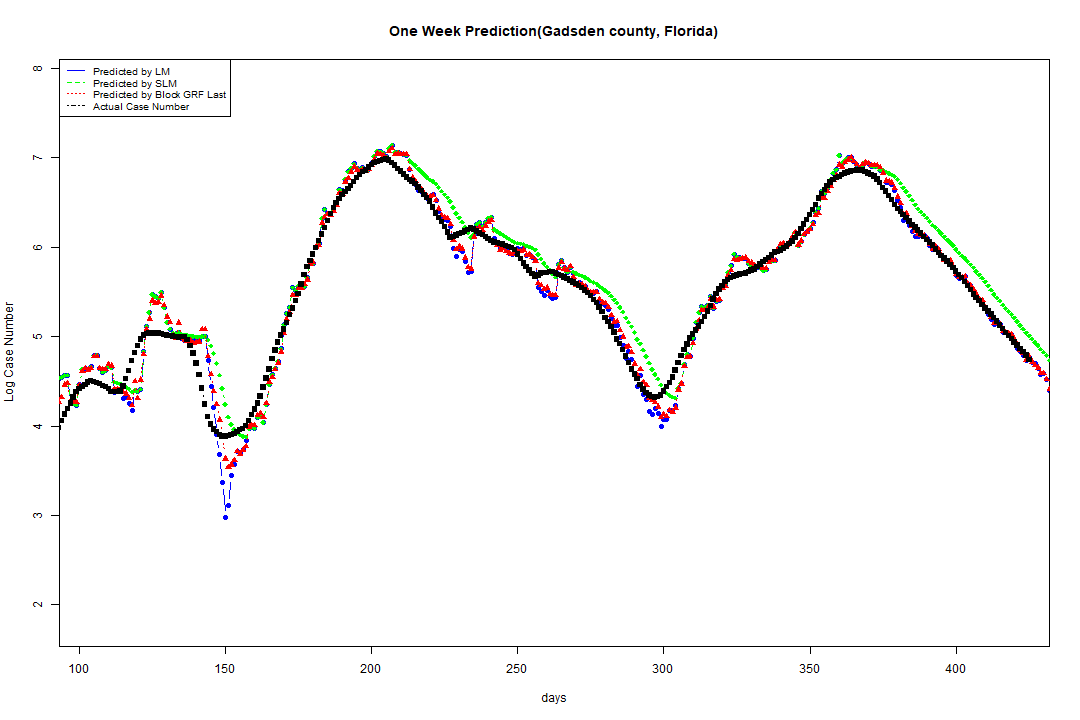 One Week Prediction(Gadsden county, Florida)
Predicted by LM
Predicted by SLM
Predicted by Block GRF Last
Actual Case Number
Log Case Number
8
7
6
5
4
3
2
100 150 200 250 300 350 400
days